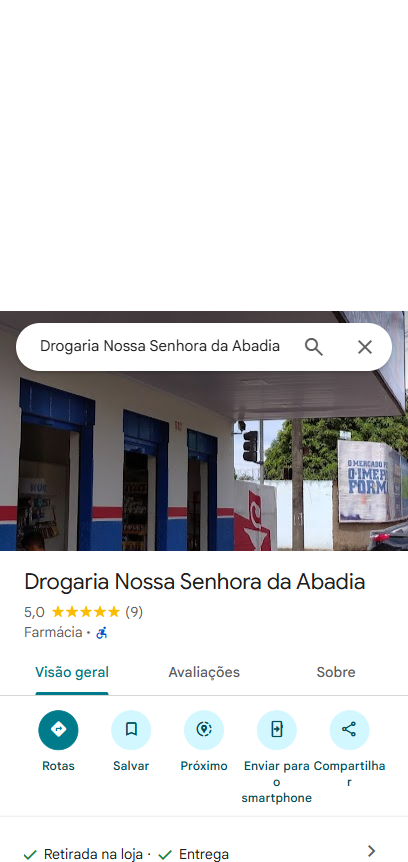 Drogaria Nossa Senhora da Abadia
O MERCADO
O IMEP
PORM
Drogaria Nossa Senhora da Abadia
5,0 (9)
Farmácia ·
Visão geral Avaliações Sobre
Rotas Salvar Próximo Enviar para o smartphone Compartilhar
Retirada na loja · Entrega